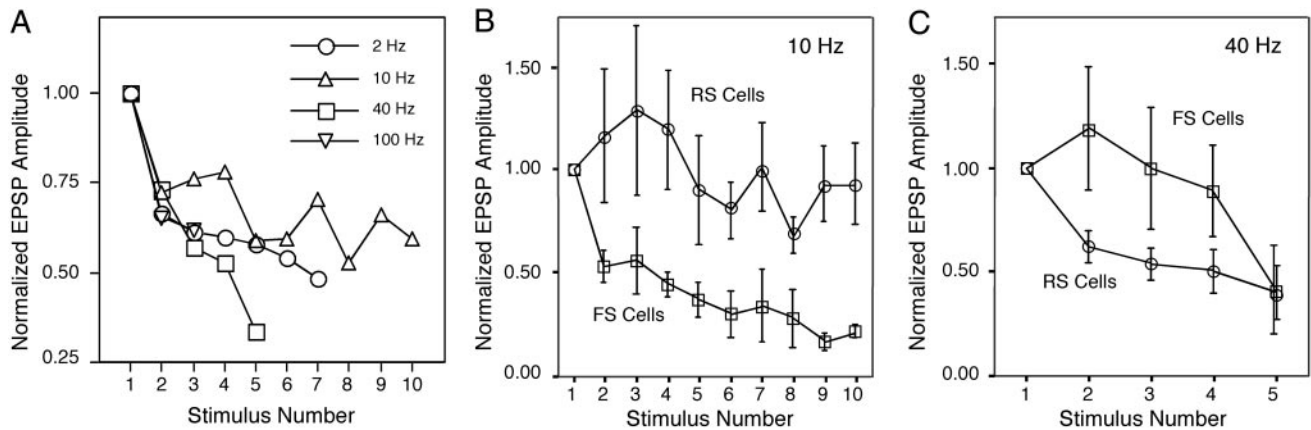 A
2 Hz
10 Hz
40 Hz
100 Hz
Normalized EPSP Amplitude
1.00
0.75
0.50
0.25
1 2 3 4 5 6 7 8 9 10
Stimulus Number
B
10 Hz
RS Cells
FS Cells
Normalized EPSP Amplitude
1.50
1.00
0.50
0.00
1 2 3 4 5 6 7 8 9 10
Stimulus Number
C
40 Hz
FS Cells
RS Cells
Normalized EPSP Amplitude
1.50
1.00
0.50
0.00
1 2 3 4 5
Stimulus Number